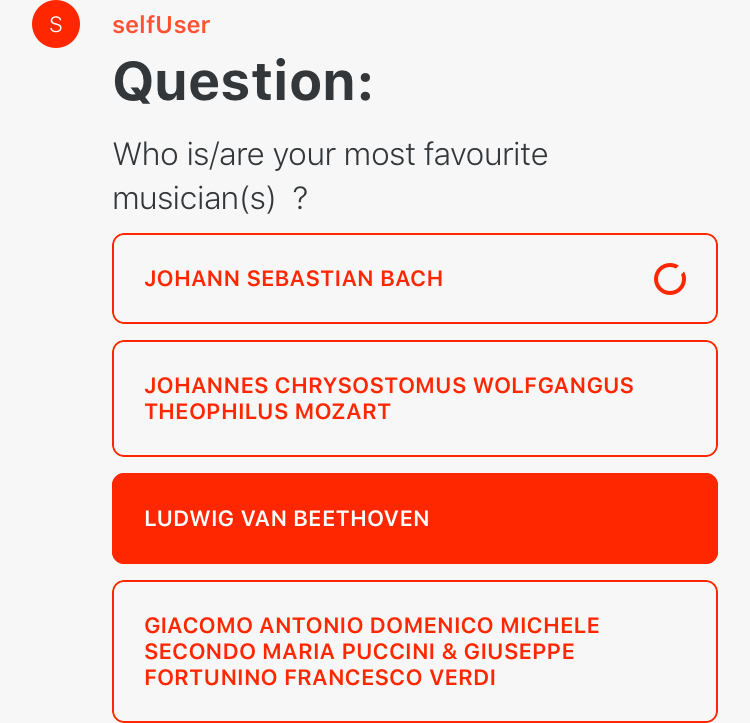 S
selfUser
Question:
Who is/are your most favourite
musician(s)  ?
JOHANN SEBASTIAN BACH
JOHANNES CHRYSOSTOMUS WOLFGANGUS
THEOPHILUS MOZART
LUDWIG VAN BEETHOVEN
GIACOMO ANTONIO DOMENICO MICHELE
SECONDO MARIA PUCCINI & GIUSEPPE
FORTUNINO FRANCESCO VERDI